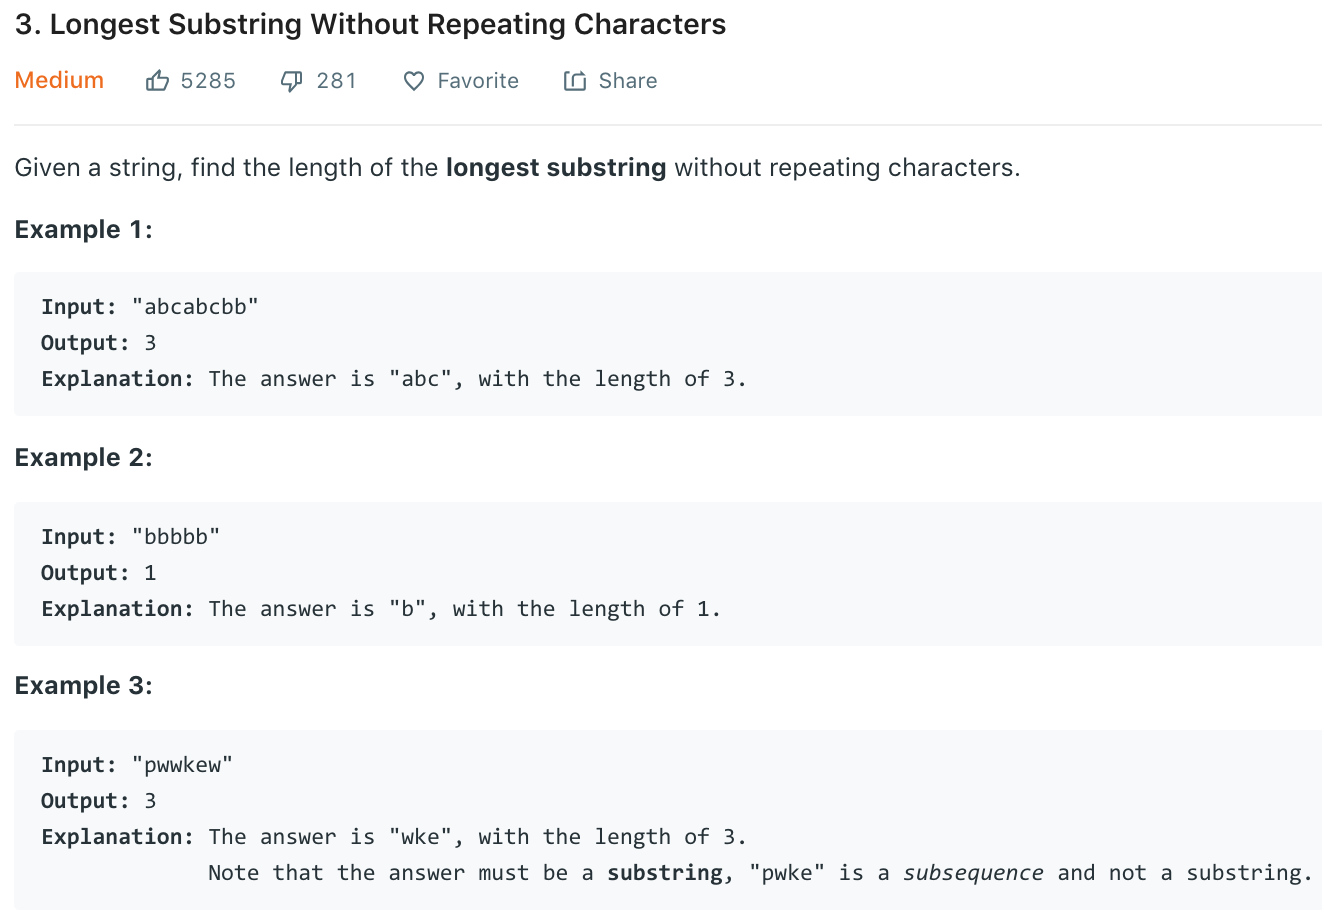 3. Longest Substring Without Repeating Characters
Medium 5285 281 Favorite Share
Given a string, find the length of the longest substring without repeating characters.
Example 1:
Input: "abcabcbb"
Output: 3
Explanation: The answer is "abc", with the length of 3.
Example 2:
Input: "bbbbb"
Output: 1
Explanation: The answer is "b", with the length of 1.
Example 3:
Input: "pwwkew"
Output: 3
Explanation: The answer is "wke", with the length of 3.
Note that the answer must be a substring, "pwke" is a subsequence and not a substring.